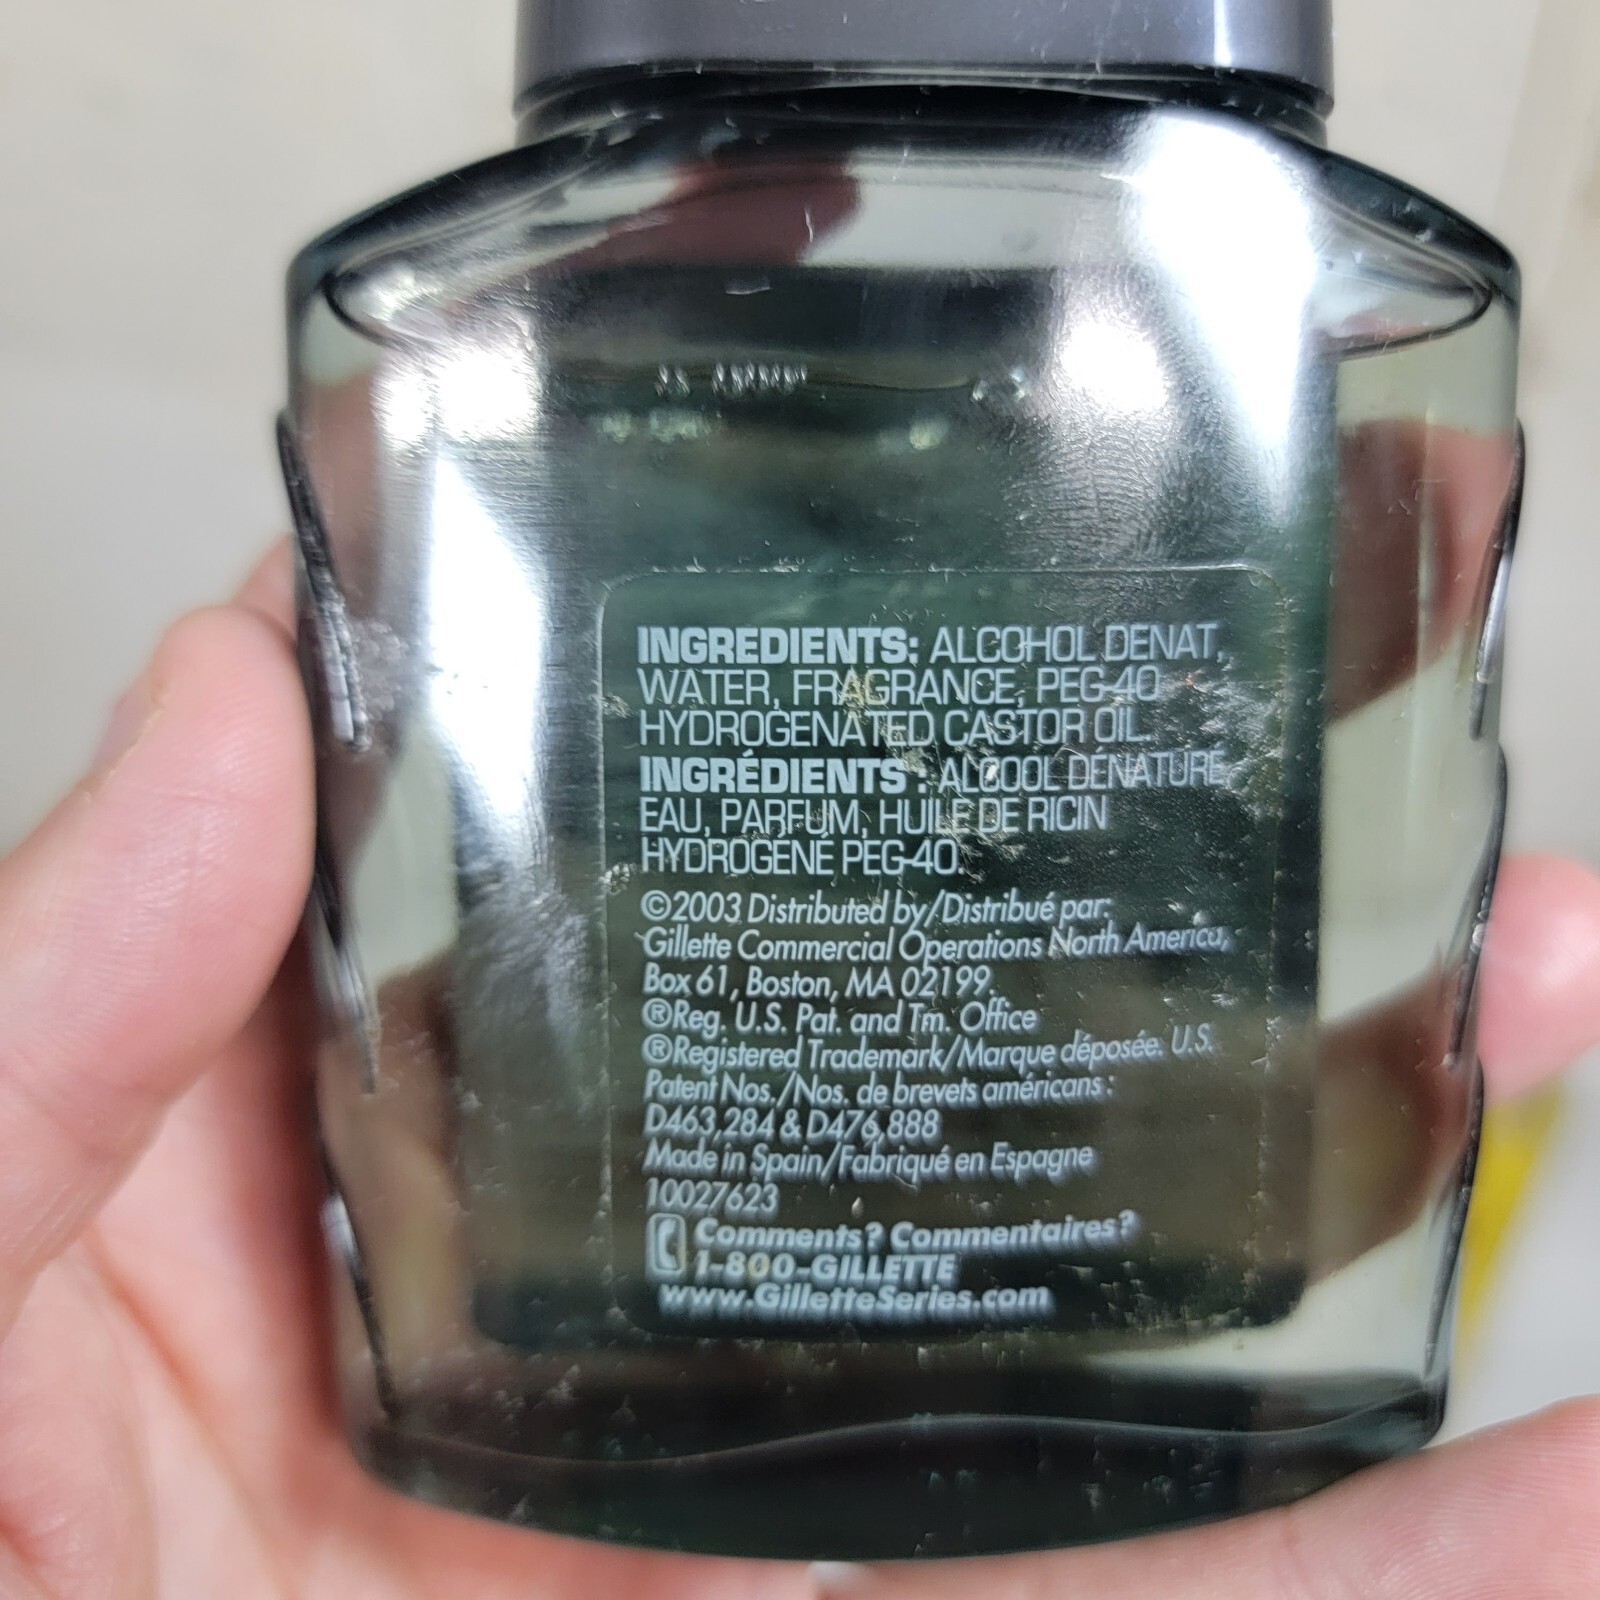 INGREDIENTS: ALCOHOL DENAT,
WATER, FRAGRANCE, PEG-40
HYDROGENATED CASTOR OIL.
INGRÉDIENTS : ALCOOL DÉNATURÉ,
EAU, PARFUM, HUILE DE RICIN
HYDROGÉNÉ PEG-40.
©2003 Distributed by/Distribué par:
Gillette Commercial Operations North America,
Box 61, Boston, MA 02199.
®Reg. U.S. Pat. and Tm. Office
®Registered Trademark/Marque déposée. U.S.
Patent Nos./Nos. de brevets américans :
D463,284 & D476,888
Made in Spain/Fabriqué en Espagne
10027623
Comments? Commentaires?
1-800-GILLETTE
www.GilletteSeries.com